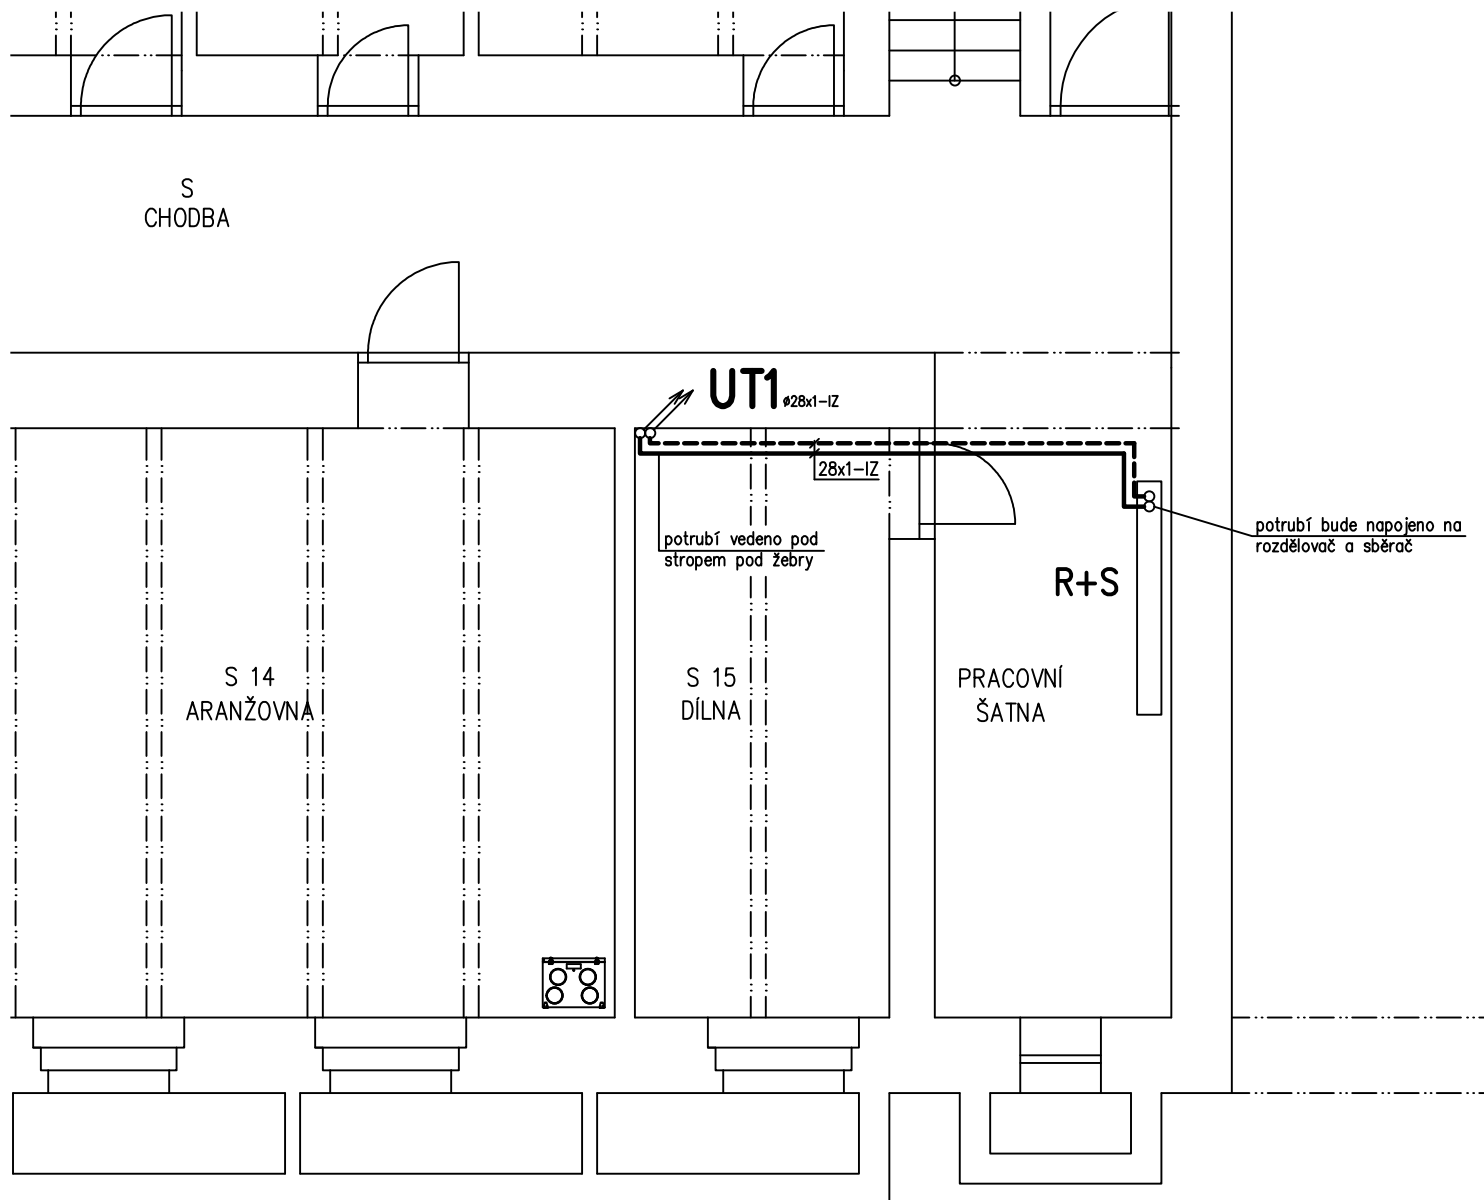 S
CHODBA
UT1 ø28x1-IZ
28x1-IZ
potrubí vedeno pod
stropem pod žebry
potrubí bude napojeno na
rozdělovač a sběrač
R+S
S 14
ARANŽOVNA
S 15
DÍLNA
PRACOVNÍ
ŠATNA